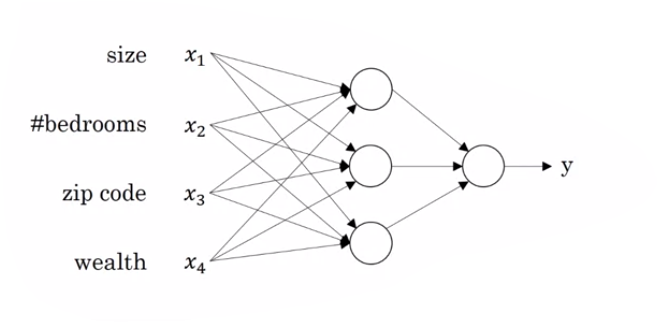 size x₁
#bedrooms x₂
zip code x₃
wealth x₄
y